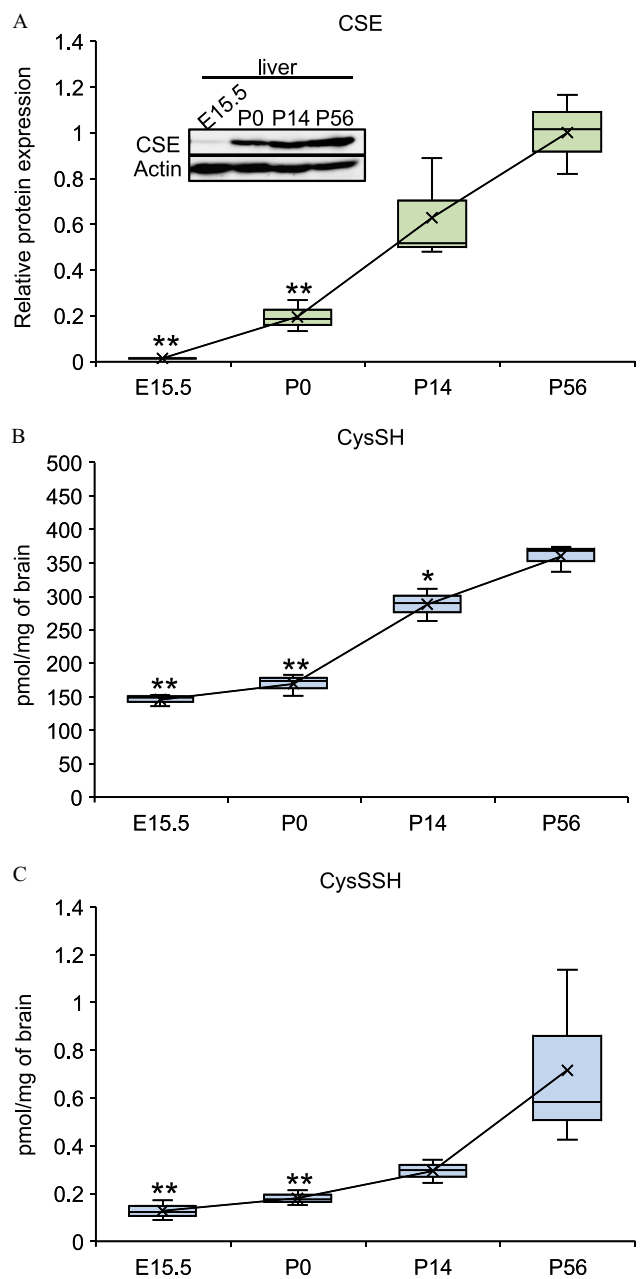 A
CSE
Relative protein expression
1.4
1.2
1
0.8
0.6
0.4
0.2
0
liver
E15.5 P0 P14 P56
CSE
Actin
** **
E15.5 P0 P14 P56
B
CysSH
pmol/mg of brain
500
450
400
350
300
250
200
150
100
50
0
** ** *
E15.5 P0 P14 P56
C
CysSSH
pmol/mg of brain
1.4
1.2
1
0.8
0.6
0.4
0.2
0
** **
E15.5 P0 P14 P56